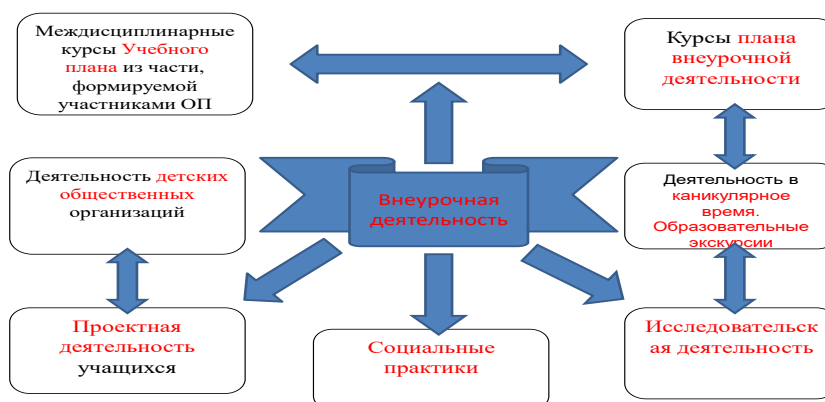 Междисциплинарные
курсы Учебного
плана из части,
формируемой
участниками ОП
Курсы плана
внеурочной
деятельности
Деятельность детских
общественных
организаций
Внеурочная
деятельность
Деятельность в
каникулярное
время.
Образовательные
экскурсии
Проектная
деятельность
учащихся
Социальные
практики
Исследовательск
ая деятельность